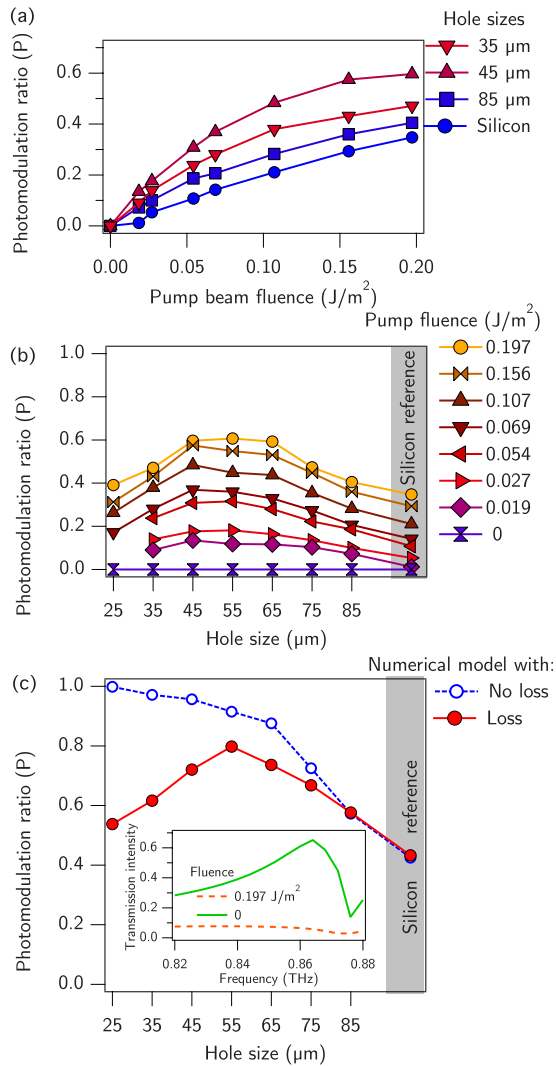 (a)
Hole sizes
35 µm
45 µm
85 µm
Silicon
Photomodulation ratio (P)
0.6
0.4
0.2
0.0
0.00 0.05 0.10 0.15 0.20
Pump beam fluence (J/m²)
Pump fluence (J/m²)
(b)
0.197
0.156
0.107
0.069
0.054
0.027
0.019
0
Silicon reference
Photomodulation ratio (P)
1.0
0.8
0.6
0.4
0.2
0.0
25 35 45 55 65 75 85
Hole size (µm)
Numerical model with:
(c)
No loss
Loss
Silicon reference
Photomodulation ratio (P)
1.0
0.8
0.6
0.4
0.2
0.0
Transmission intensity
0.6
0.4
0.2
0.0
Fluence
0.197 J/m²
0
0.82 0.84 0.86 0.88
Frequency (THz)
25 35 45 55 65 75 85
Hole size (µm)